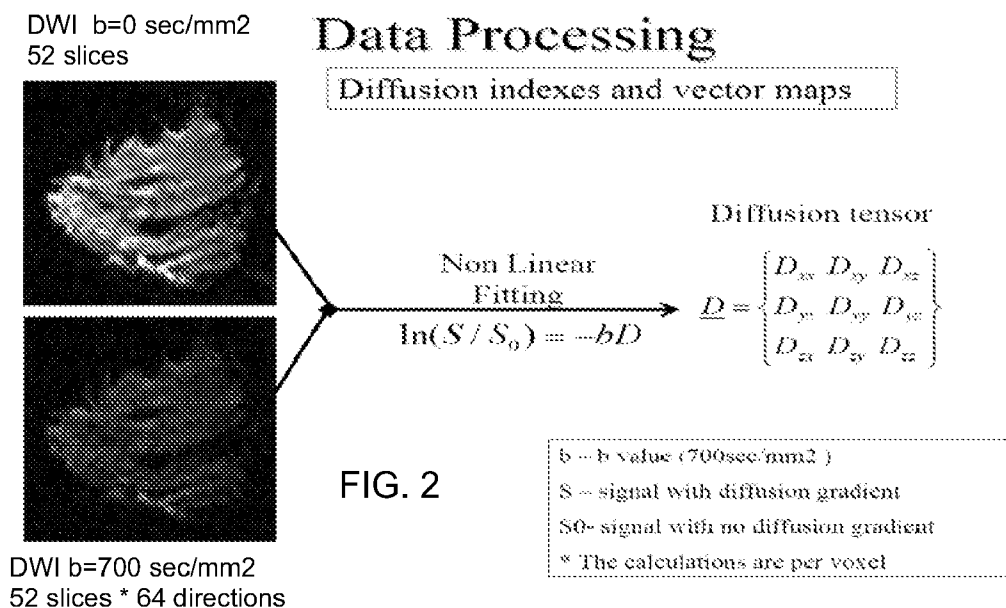 DWI b=0 sec/mm2
52 slices
Data Processing
Diffusion indexes and vector maps
Diffusion tensor
Non Linear
Fitting
ln(S / S₀) = -bD
D = { Dxx Dxy Dxz
Dyx Dyy Dyz
Dzx Dzy Dzz }
FIG. 2
b – b value (700sec/mm2 )
S – signal with diffusion gradient
S0- signal with no diffusion gradient
* The calculations are per voxel
DWI b=700 sec/mm2
52 slices * 64 directions